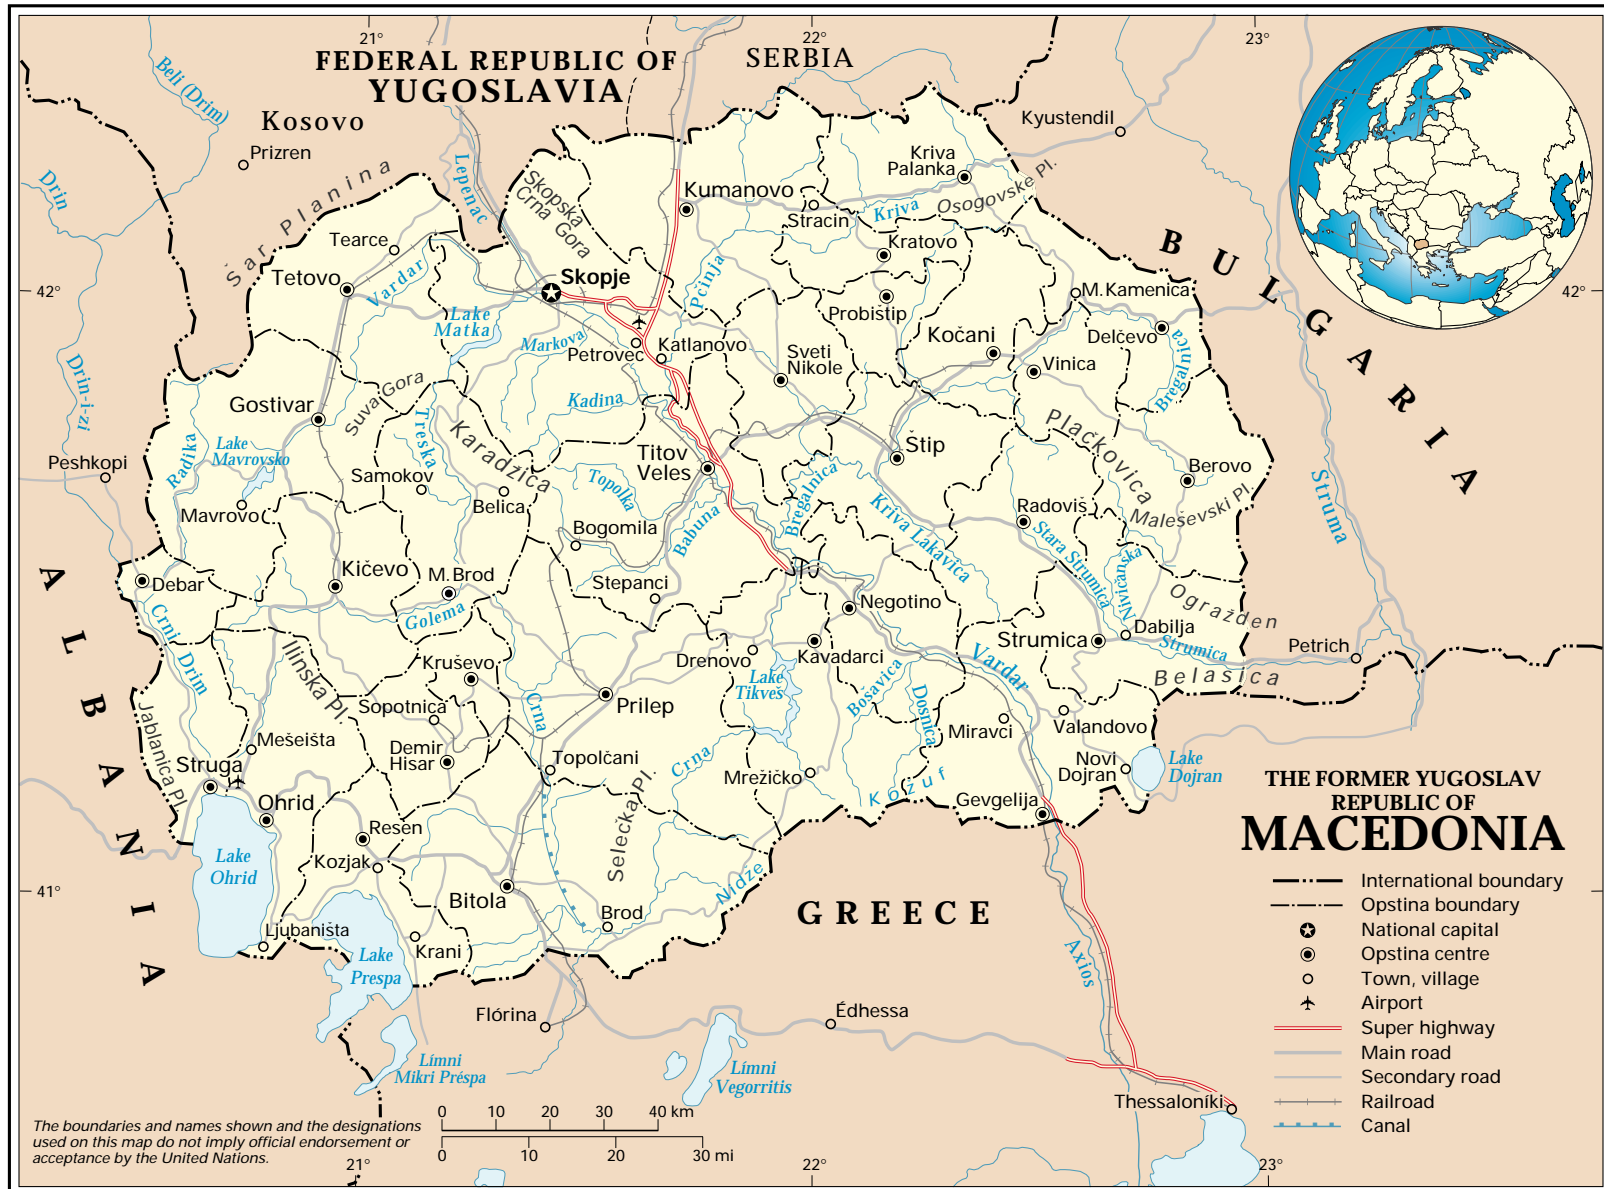 21°
22°
23°
FEDERAL REPUBLIC OF
YUGOSLAVIA
SERBIA
Beli (Drim)
Kosovo
Prizren
Kyustendil
Drin
Šar Planina
Lepenac
Skopska
Crna Gora
Kumanovo
Kriva
Palanka
Stracin
Kriva
Osogovske Pl.
BULGARIA
Tearce
Tetovo
Vardar
Skopje
Pčinja
Kratovo
Probištip
M.Kamenica
Delčevo
42°
42°
Lake
Matka
Markova
Petrovec
Katlanovo
Sveti
Nikole
Kočani
Vinica
Bregalnica
Drin-i-zi
Gostivar
Suva Gora
Kadina
Treska
Karadzica
Plačkovica
Radika
Lake
Mavrovsko
Peshkopi
Samokov
Belica
Titov
Veles
Topolka
Štip
Berovo
Mavrovo
Bogomila
Babuna
Bregalnica
Kriva Lakavica
Radoviš
Maleševski Pl.
Struma
Stara Strumica
Nivičanska
ALBANIA
Debar
Kičevo
M.Brod
Stepanci
Negotino
Ogražden
Crni
Drim
Golema
Strumica
Dabilja
Strumica
Petrich
Ilinska Pl.
Kruševo
Drenovo
Kavadarci
Vardar
Belasica
Lake
Tikveš
Bošavica
Došnica
Jablanica Pl.
Sopotnica
Crna
Prilep
Miravci
Valandovo
Mešeišta
Demir
Hisar
Topolčani
Crna
Mrežičko
Kozuf
Novi
Dojran
Lake
Dojran
Struga
Ohrid
Selečka Pl.
Gevgelija
Resen
Kozjak
Lake
Ohrid
Bitola
Nidže
41°
GREECE
Brod
Ljubaništa
Krani
Lake
Prespa
Axios
Flórina
Édhessa
Límni
Mikri Préspa
Límni
Vegorritis
Thessaloníki
THE FORMER YUGOSLAV
REPUBLIC OF
MACEDONIA
International boundary
Opstina boundary
National capital
Opstina centre
Town, village
Airport
Super highway
Main road
Secondary road
Railroad
Canal
The boundaries and names shown and the designations
used on this map do not imply official endorsement or
acceptance by the United Nations.
0 10 20 30 40 km
0 10 20 30 mi
21°
22°
23°